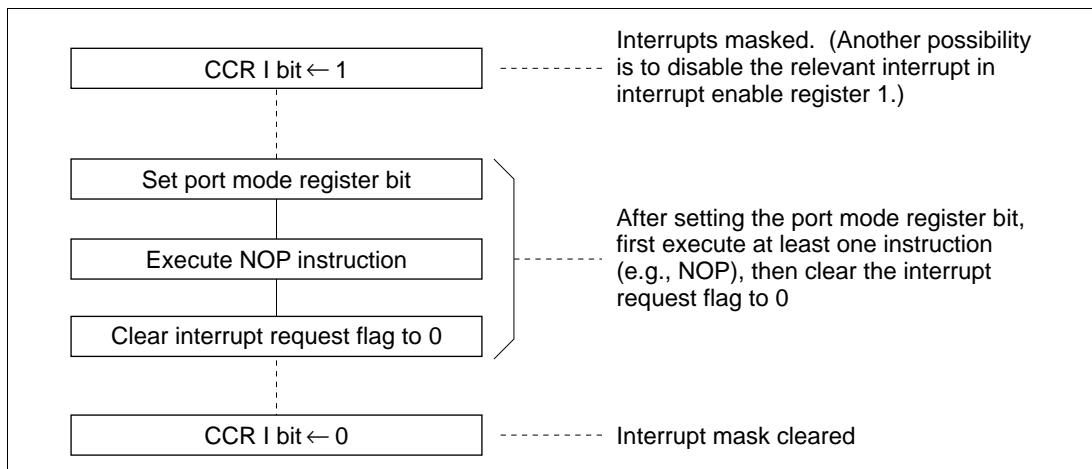 CCR I bit ← 1
Interrupts masked. (Another possibility
is to disable the relevant interrupt in
interrupt enable register 1.)
Set port mode register bit
Execute NOP instruction
Clear interrupt request flag to 0
After setting the port mode register bit,
first execute at least one instruction
(e.g., NOP), then clear the interrupt
request flag to 0
CCR I bit ← 0
Interrupt mask cleared